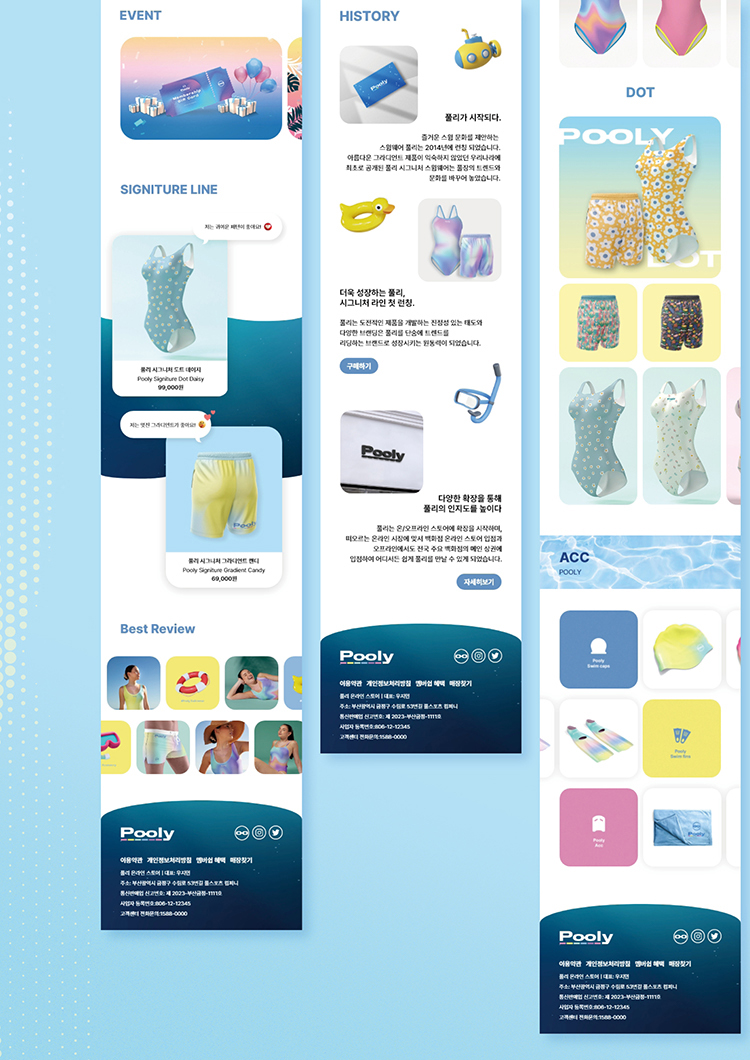 EVENT
Membership
Gift Card
SIGNITURE LINE
저는 귀여운 패턴이 좋아요!
풀리 시그니처 도트 데이지
Pooly Signiture Dot Daisy
99,000원
저는 멋진 그라디언트가 좋아요!
Pooly
풀리 시그니처 그라디언트 캔디
Pooly Signiture Gradient Candy
69,000원
Best Review
Pooly
이용약관 개인정보처리방침 멤버쉽 혜택 매장찾기
풀리 온라인 스토어 | 대표: 우지민
주소: 부산광역시 금정구 수림로 53번길 풀스포츠 컴퍼니
통신판매업 신고번호: 제 2023-부산금정-1111호
사업자 등록번호:806-12-12345
고객센터 전화문의:1588-0000
HISTORY
Pooly
풀리가 시작되다.
즐거운 스윔 문화를 제안하는
스윔웨어 풀리는 2014년에 런칭 되었습니다.
아름다운 그라디언트 제품이 익숙하지 않았던 우리나라에
최초로 공개된 풀리 시그니처 스윔웨어는 풀장의 트렌드와
문화를 바꾸어 놓았습니다.
더욱 성장하는 풀리,
시그니처 라인 첫 런칭.
풀리는 도전적인 제품을 개발하는 진정성 있는 태도와
다양한 브랜딩은 풀리를 단숨에 트렌드를
리딩하는 브랜드로 성장시키는 원동력이 되었습니다.
구매하기
Pooly
다양한 확장을 통해
풀리의 인지도를 높이다
풀리는 온/오프라인 스토어에 확장을 시작하며,
떠오르는 온라인 시장에 맞서 백화점 온라인 스토어 입점과
오프라인에서도 전국 주요 백화점의 메인 상권에
입점하여 어디서든 쉽게 풀리를 만날 수 있게 되었습니다.
자세히보기
Pooly
이용약관 개인정보처리방침 멤버쉽 혜택 매장찾기
풀리 온라인 스토어 | 대표: 우지민
주소: 부산광역시 금정구 수림로 53번길 풀스포츠 컴퍼니
통신판매업 신고번호: 제 2023-부산금정-1111호
사업자 등록번호:806-12-12345
고객센터 전화문의:1588-0000
DOT
POOLY
DOT
ACC
POOLY
Pooly
Swim caps
Pooly
Swim fins
Pooly
Acc
Pooly
이용약관 개인정보처리방침 멤버쉽 혜택 매장찾기
풀리 온라인 스토어 | 대표: 우지민
주소: 부산광역시 금정구 수림로 53번길 풀스포츠 컴퍼니
통신판매업 신고번호: 제 2023-부산금정-1111호
사업자 등록번호:806-12-12345
고객센터 전화문의:1588-0000